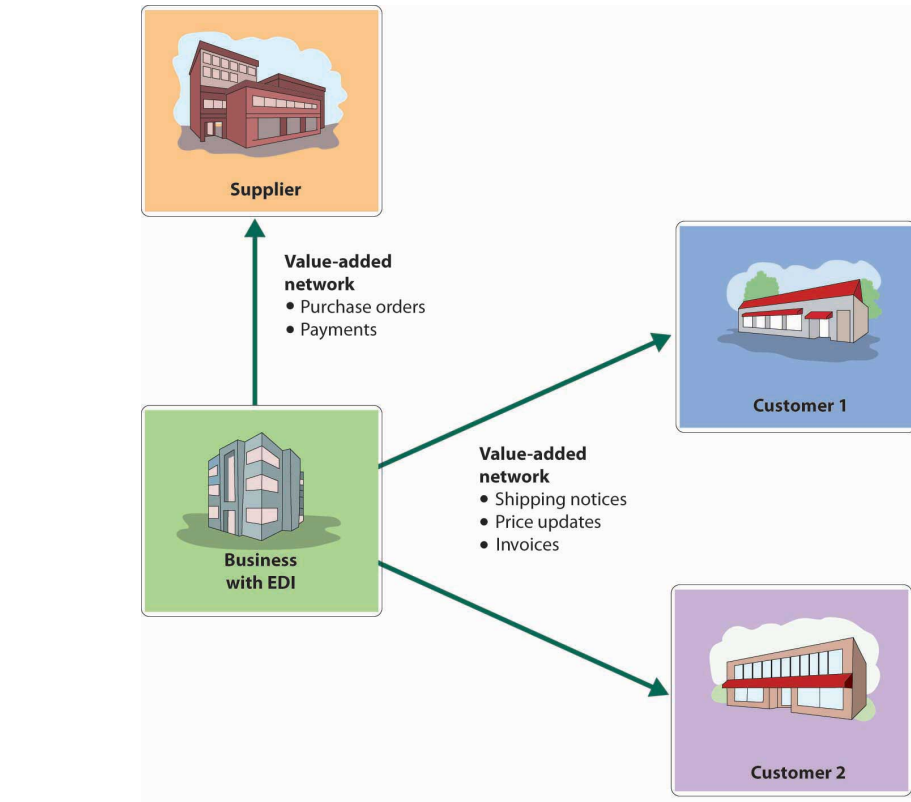 Supplier
Value-added
network
• Purchase orders
• Payments
Customer 1
Value-added
network
• Shipping notices
• Price updates
• Invoices
Business
with EDI
Customer 2